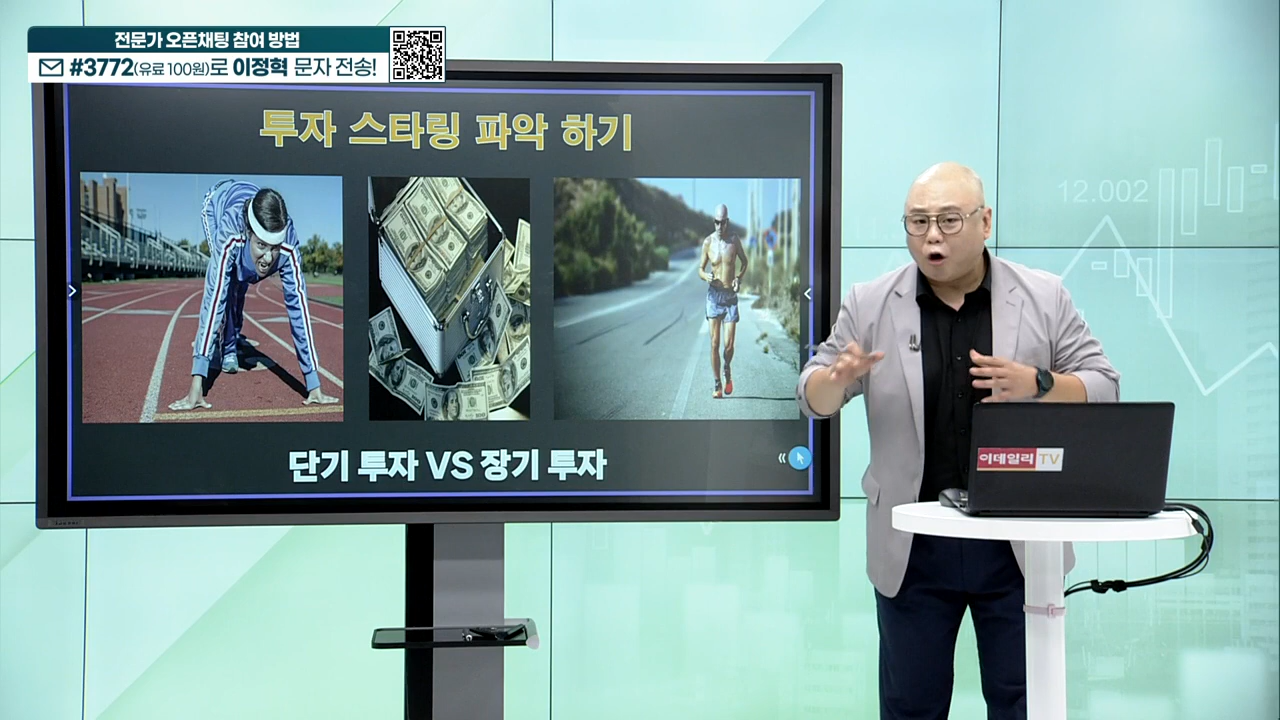 전문가 오픈채팅 참여 방법
#3772(유료 100원)로 이정혁 문자 전송!
투자 스타링 파악 하기
단기 투자 VS 장기 투자
12.002
이데일리 TV